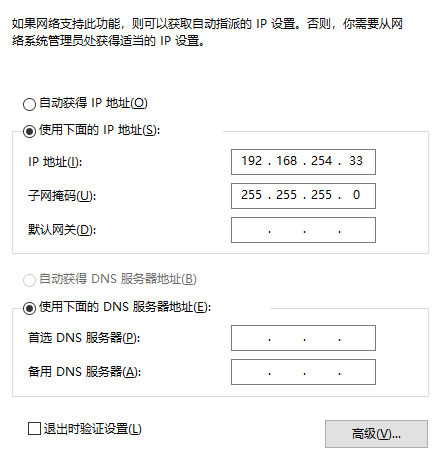 如果网络支持此功能，则可以获取自动指派的 IP 设置。否则，你需要从网
络系统管理员处获得适当的 IP 设置。
自动获得 IP 地址(O)
使用下面的 IP 地址(S):
IP 地址(I): 192 . 168 . 254 . 33
子网掩码(U): 255 . 255 . 255 . 0
默认网关(D): . . .
自动获得 DNS 服务器地址(B)
使用下面的 DNS 服务器地址(E):
首选 DNS 服务器(P): . . .
备用 DNS 服务器(A): . . .
退出时验证设置(L)
高级(V)...